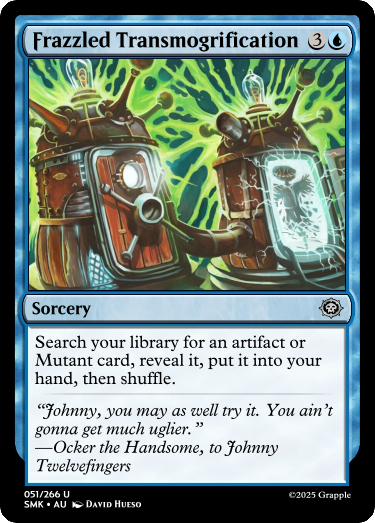 Frazzled Transmogrification 3
Sorcery
Search your library for an artifact or
Mutant card, reveal it, put it into your
hand, then shuffle.
“Johnny, you may as well try it. You ain’t
gonna get much uglier.”
—Ocker the Handsome, to Johnny
Twelvefingers
051/266 U
SMK • AU David Hueso
©2025 Grapple